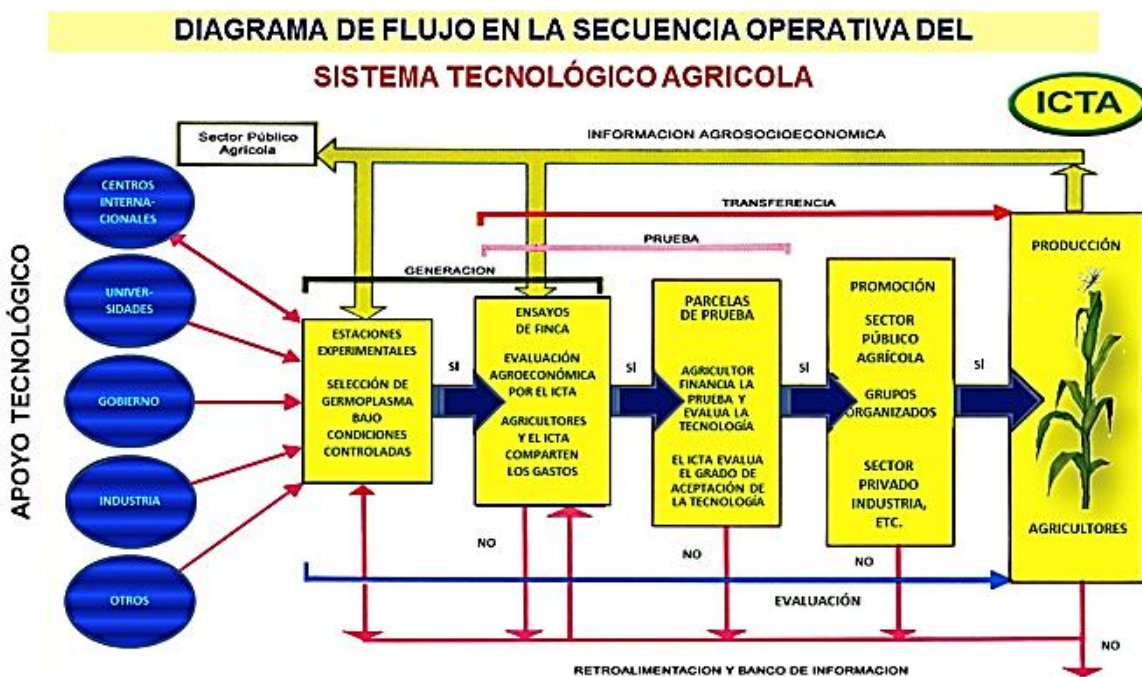 DIAGRAMA DE FLUJO EN LA SECUENCIA OPERATIVA DEL
SISTEMA TECNOLÓGICO AGRICOLA
ICTA
Sector Público
Agrícola
INFORMACION AGROSOCIOECONOMICA
APOYO TECNOLÓGICO
CENTROS
INTERNA-
CIONALES
UNIVER-
SIDADES
GOBIERNO
INDUSTRIA
OTROS
TRANSFERENCIA
PRUEBA
GENERACION
ESTACIONES
EXPERIMENTALES
SELECCIÓN DE
GERMOPLASMA
BAJO
CONDICIONES
CONTROLADAS
SÍ
ENSAYOS
DE FINCA
EVALUACIÓN
AGROECONÓMICA
POR EL ICTA
AGRICULTORES
Y EL ICTA
COMPARTEN
LOS GASTOS
SÍ
PARCELAS
DE PRUEBA
AGRICULTOR
FINANCIA LA
PRUEBA Y
EVALUA LA
TECNOLOGÍA
EL ICTA EVALUA
EL GRADO DE
ACEPTACIÓN DE
LA TECNOLOGÍA
SÍ
PROMOCIÓN
SECTOR
PÚBLICO
AGRÍCOLA
GRUPOS
ORGANIZADOS
SECTOR
PRIVADO
INDUSTRIA,
ETC.
SÍ
PRODUCCIÓN
AGRICULTORES
NO
NO
NO
EVALUACIÓN
NO
RETROALIMENTACION Y BANCO DE INFORMACION